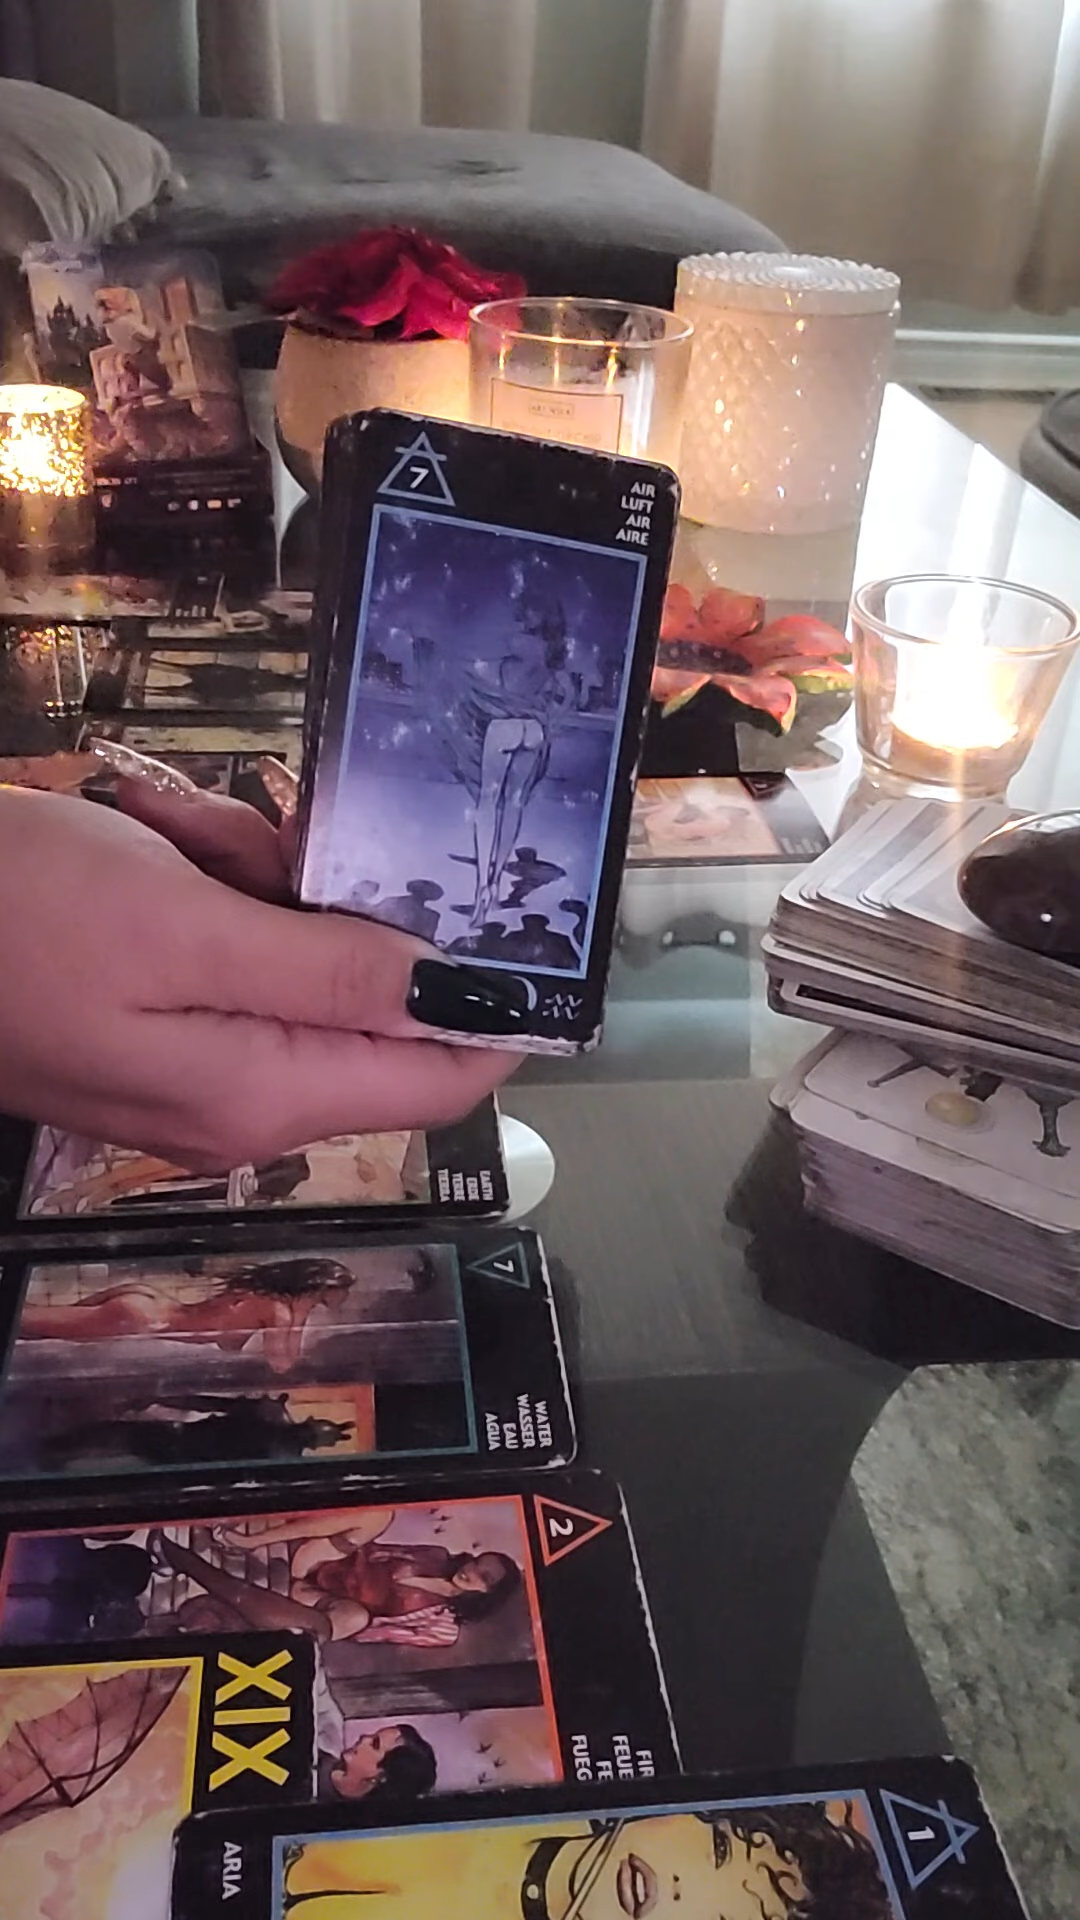 7
AIR
LUFT
AIR
AIRE
EARTH
ERDE
TERRE
TIERRA
7
WATER
WASSER
EAU
AGUA
2
FIR
FEUE
FE
FUEG
XIX
1
ARIA